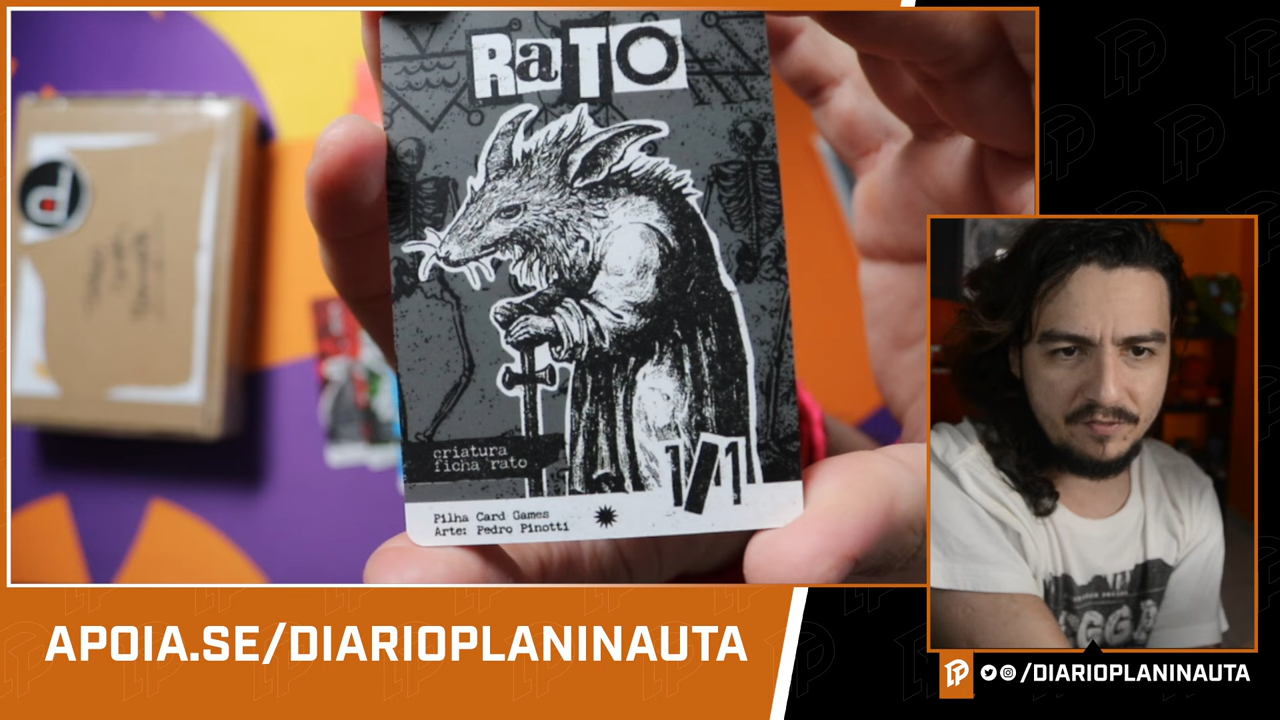 RaTO
criatura
ficha rato
1/1
Pilha Card Games
Arte: Pedro Pinotti
APOIA.SE/DIARIOPLANINAUTA
/DIARIOPLANINAUTA